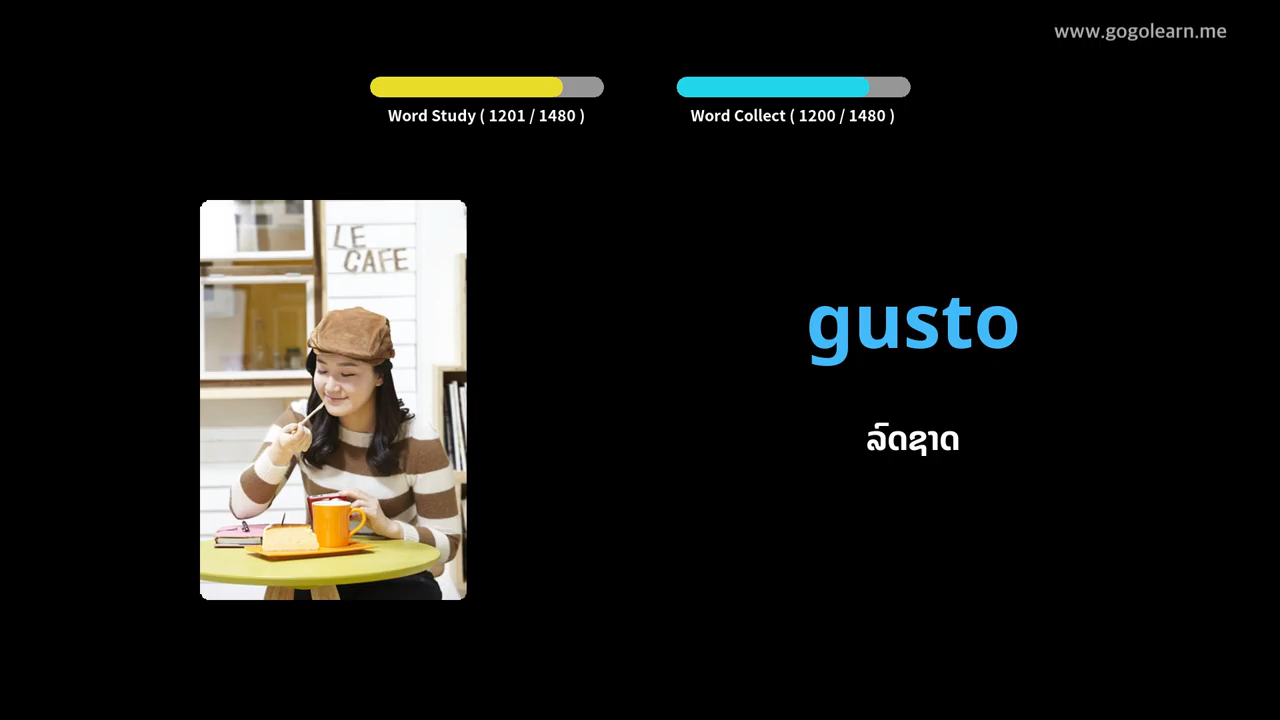 www.gogolearn.me
Word Study ( 1201 / 1480 )
Word Collect ( 1200 / 1480 )
LE
CAFE
gusto
ລົດຊາດ